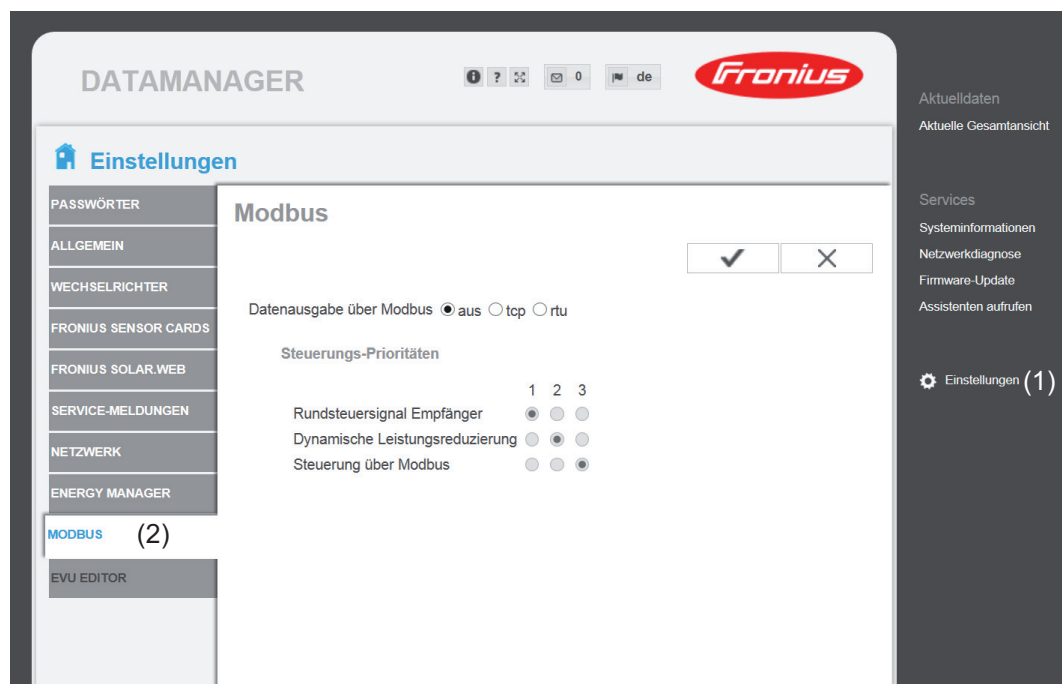 DATAMANAGER
i ? 0 de
Fronius
Einstellungen
PASSWÖRTER
ALLGEMEIN
WECHSELRICHTER
FRONIUS SENSOR CARDS
FRONIUS SOLAR.WEB
SERVICE-MELDUNGEN
NETZWERK
ENERGY MANAGER
MODBUS (2)
EVU EDITOR
Modbus
Datenausgabe über Modbus aus tcp rtu
Steuerungs-Prioritäten
1 2 3
Rundsteuersignal Empfänger
Dynamische Leistungsreduzierung
Steuerung über Modbus
Aktuelldaten
Aktuelle Gesamtansicht
Services
Systeminformationen
Netzwerkdiagnose
Firmware-Update
Assistenten aufrufen
Einstellungen (1)